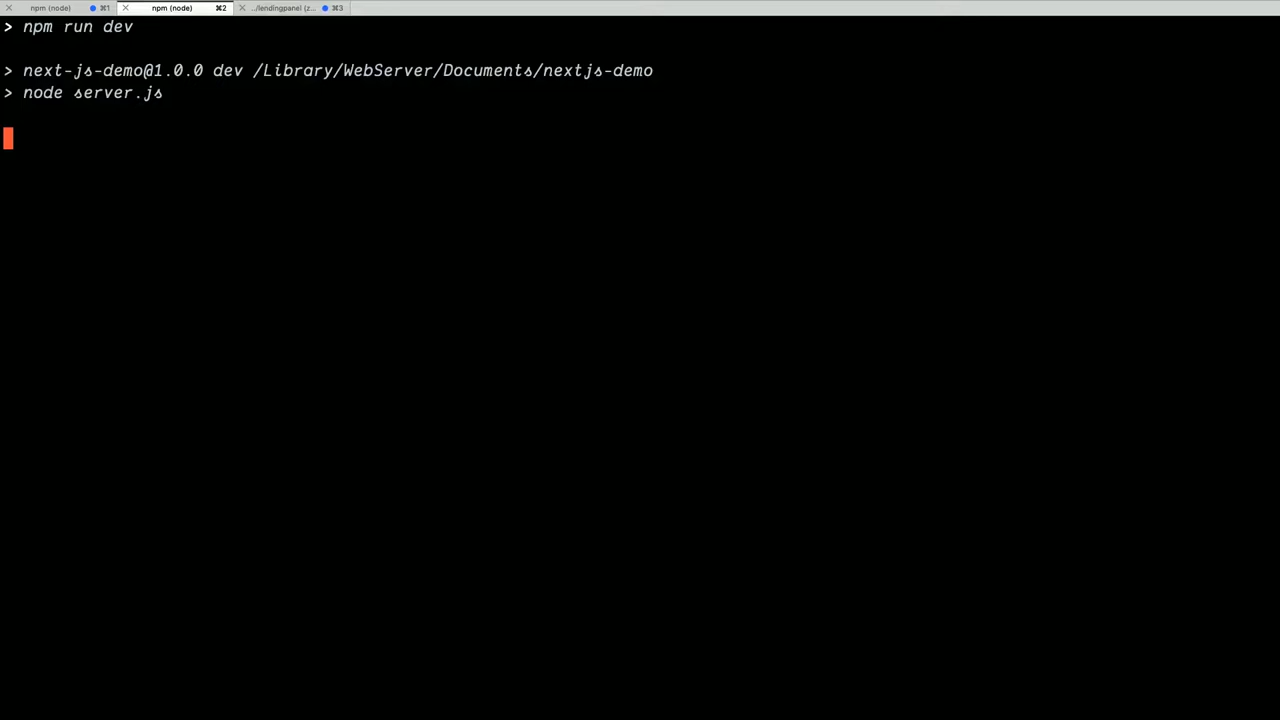 npm (node) ⌘1 npm (node) ⌘2 ../lendingpanel (z... ⌘3
> npm run dev
> next-js-demo@1.0.0 dev /Library/WebServer/Documents/nextjs-demo
> node server.js